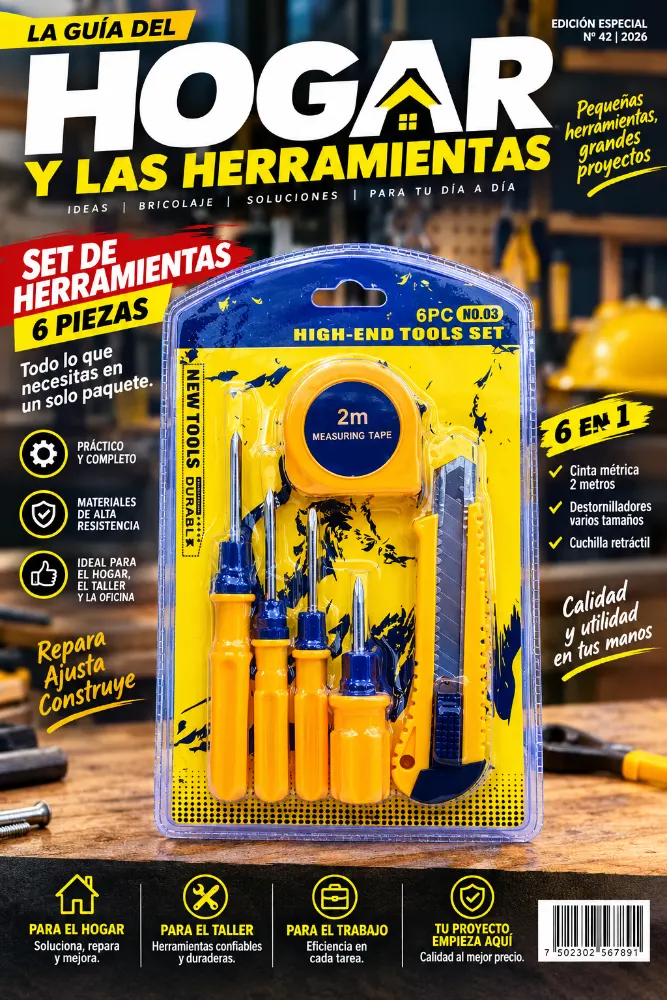 LA GUÍA DEL
HOGAR
Y LAS HERRAMIENTAS
IDEAS | BRICOLAJE | SOLUCIONES | PARA TU DÍA A DÍA
EDICIÓN ESPECIAL
Nº 42 | 2026
Pequeñas
herramientas,
grandes
proyectos
SET DE
HERRAMIENTAS
6 PIEZAS
Todo lo que
necesitas en
un solo paquete.
PRÁCTICO
Y COMPLETO
MATERIALES
DE ALTA
RESISTENCIA
IDEAL PARA
EL HOGAR,
EL TALLER
Y LA OFICINA
Repara
Ajusta
Construye
6PC NO.03
HIGH-END TOOLS SET
NEW TOOLS
DURABLE
2m
MEASURING TAPE
6 EN 1
Cinta métrica
2 metros
Destornilladores
varios tamaños
Cuchilla retráctil
Calidad
y utilidad
en tus manos
PARA EL HOGAR
Soluciona, repara
y mejora.
PARA EL TALLER
Herramientas confiables
y duraderas.
PARA EL TRABAJO
Eficiencia en
cada tarea.
TU PROYECTO
EMPIEZA AQUÍ
Calidad al mejor precio.
7 502302 567891